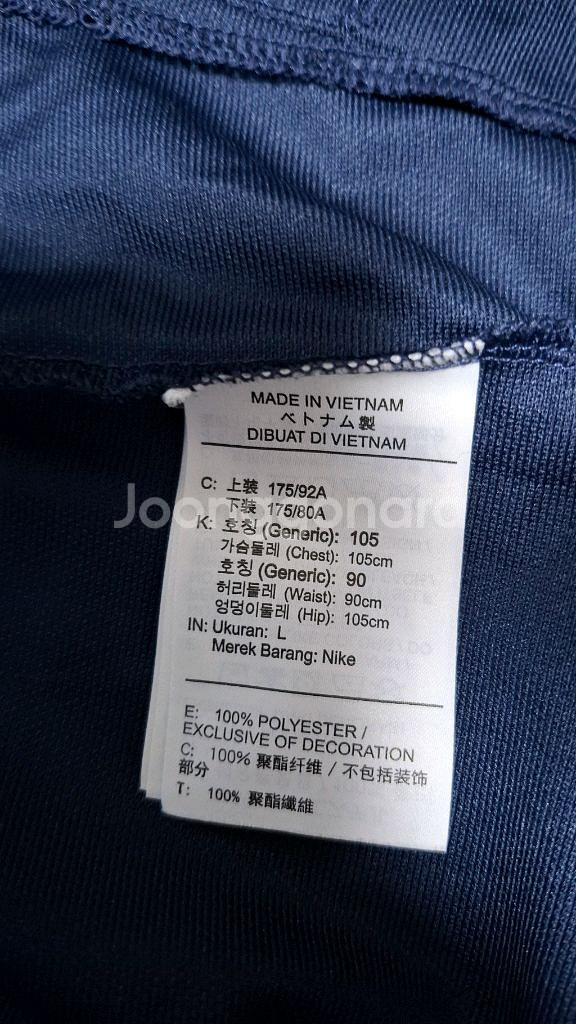 MADE IN VIETNAM
ベトナム製
DIBUAT DI VIETNAM
C: 上装 175/92A
下装 175/80A
Joonggonara
K: 호칭 (Generic): 105
가슴둘레 (Chest): 105cm
호칭 (Generic): 90
허리둘레 (Waist): 90cm
엉덩이둘레 (Hip): 105cm
IN: Ukuran: L
Merek Barang: Nike
E: 100% POLYESTER /
EXCLUSIVE OF DECORATION
C: 100% 聚酯纤维 / 不包括装饰
部分
T: 100% 聚酯纖維